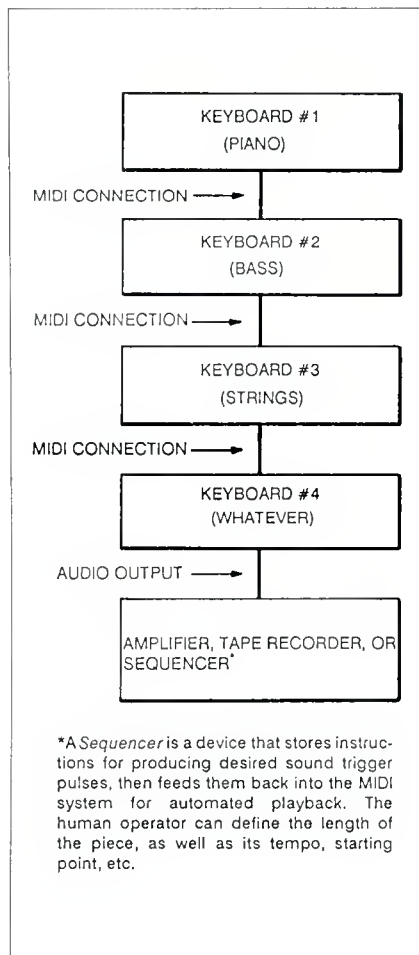 KEYBOARD #1
(PIANO)
MIDI CONNECTION
KEYBOARD #2
(BASS)
MIDI CONNECTION
KEYBOARD #3
(STRINGS)
MIDI CONNECTION
KEYBOARD #4
(WHATEVER)
AUDIO OUTPUT
AMPLIFIER, TAPE RECORDER, OR
SEQUENCER*
*A Sequencer is a device that stores instruc-
tions for producing desired sound trigger
pulses, then feeds them back into the MIDI
system for automated playback. The
human operator can define the length of
the piece, as well as its tempo, starting
point, etc.